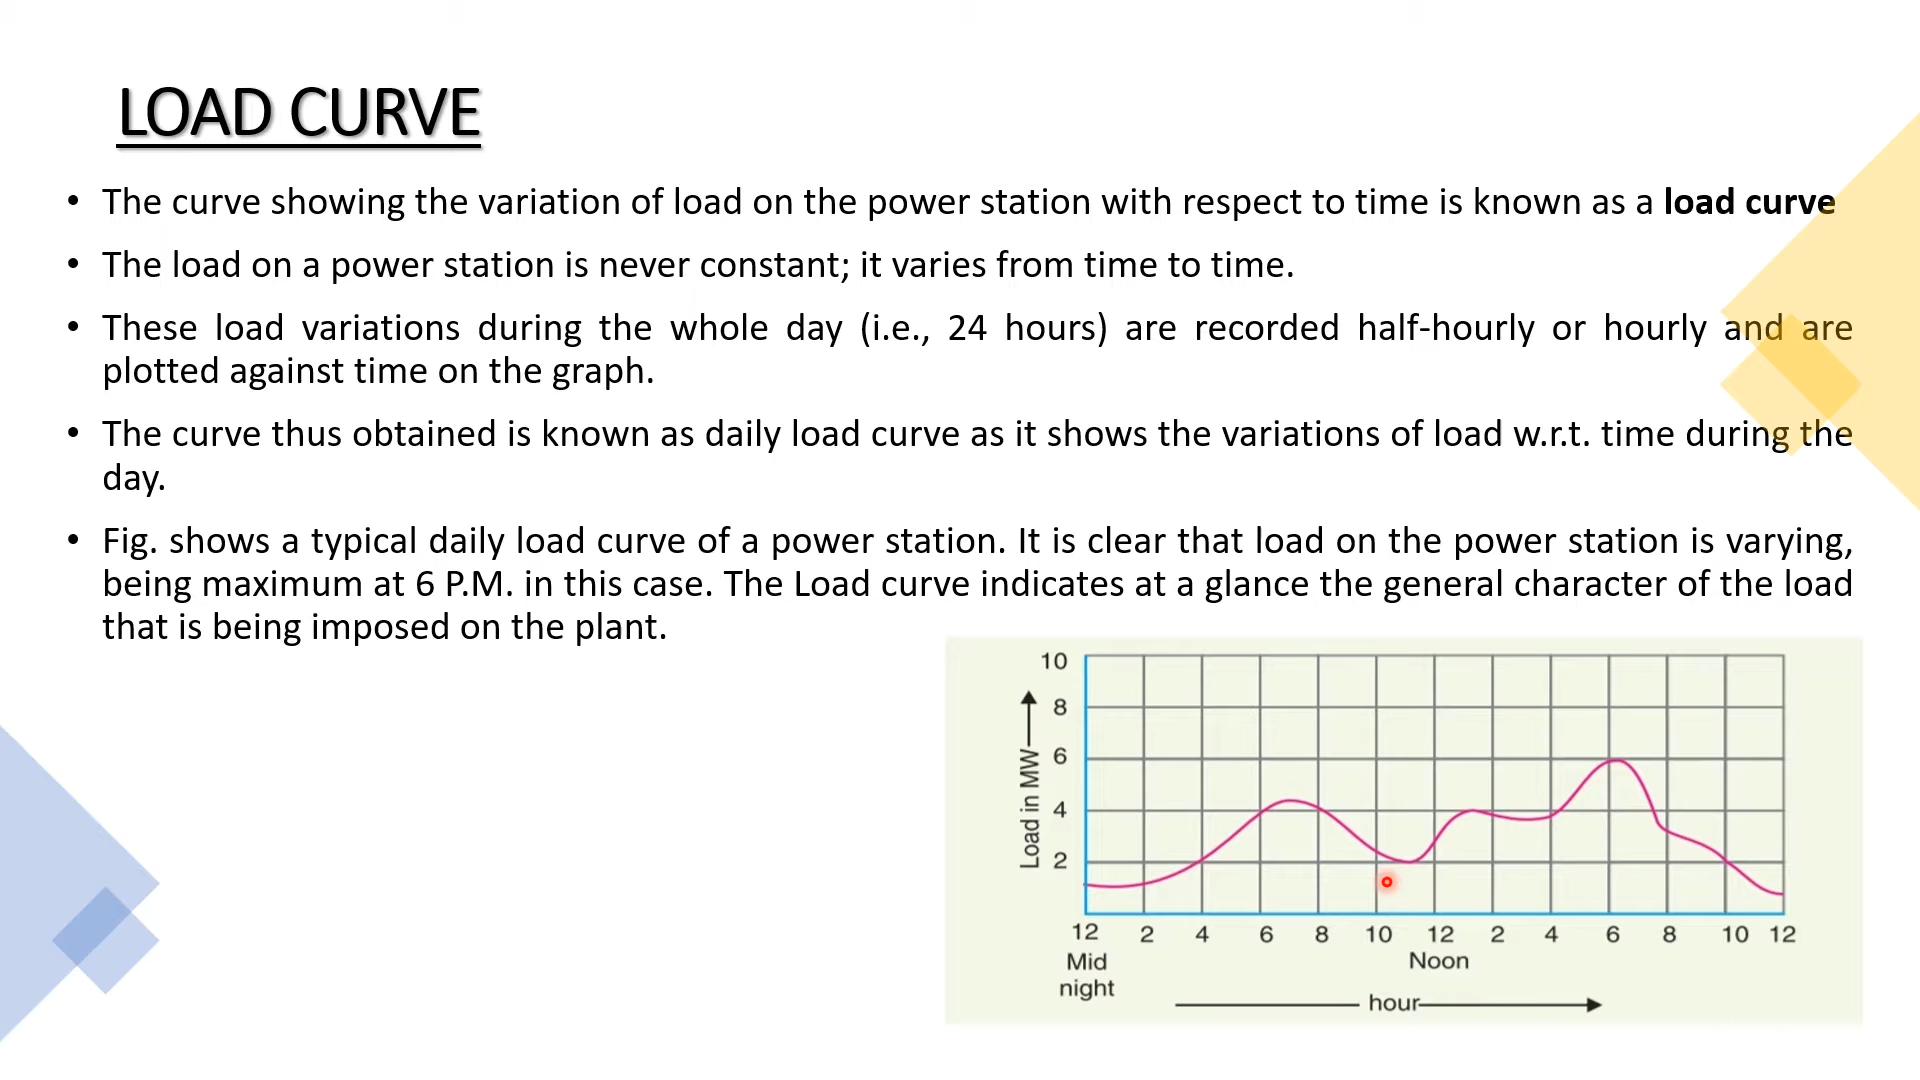 LOAD CURVE
• The curve showing the variation of load on the power station with respect to time is known as a load curve
• The load on a power station is never constant; it varies from time to time.
• These load variations during the whole day (i.e., 24 hours) are recorded half-hourly or hourly and are
plotted against time on the graph.
• The curve thus obtained is known as daily load curve as it shows the variations of load w.r.t. time during the
day.
• Fig. shows a typical daily load curve of a power station. It is clear that load on the power station is varying,
being maximum at 6 P.M. in this case. The Load curve indicates at a glance the general character of the load
that is being imposed on the plant.
10
8
6
4
2
Load in MW
12 2 4 6 8 10 12 2 4 6 8 10 12
Mid Noon
night
hour